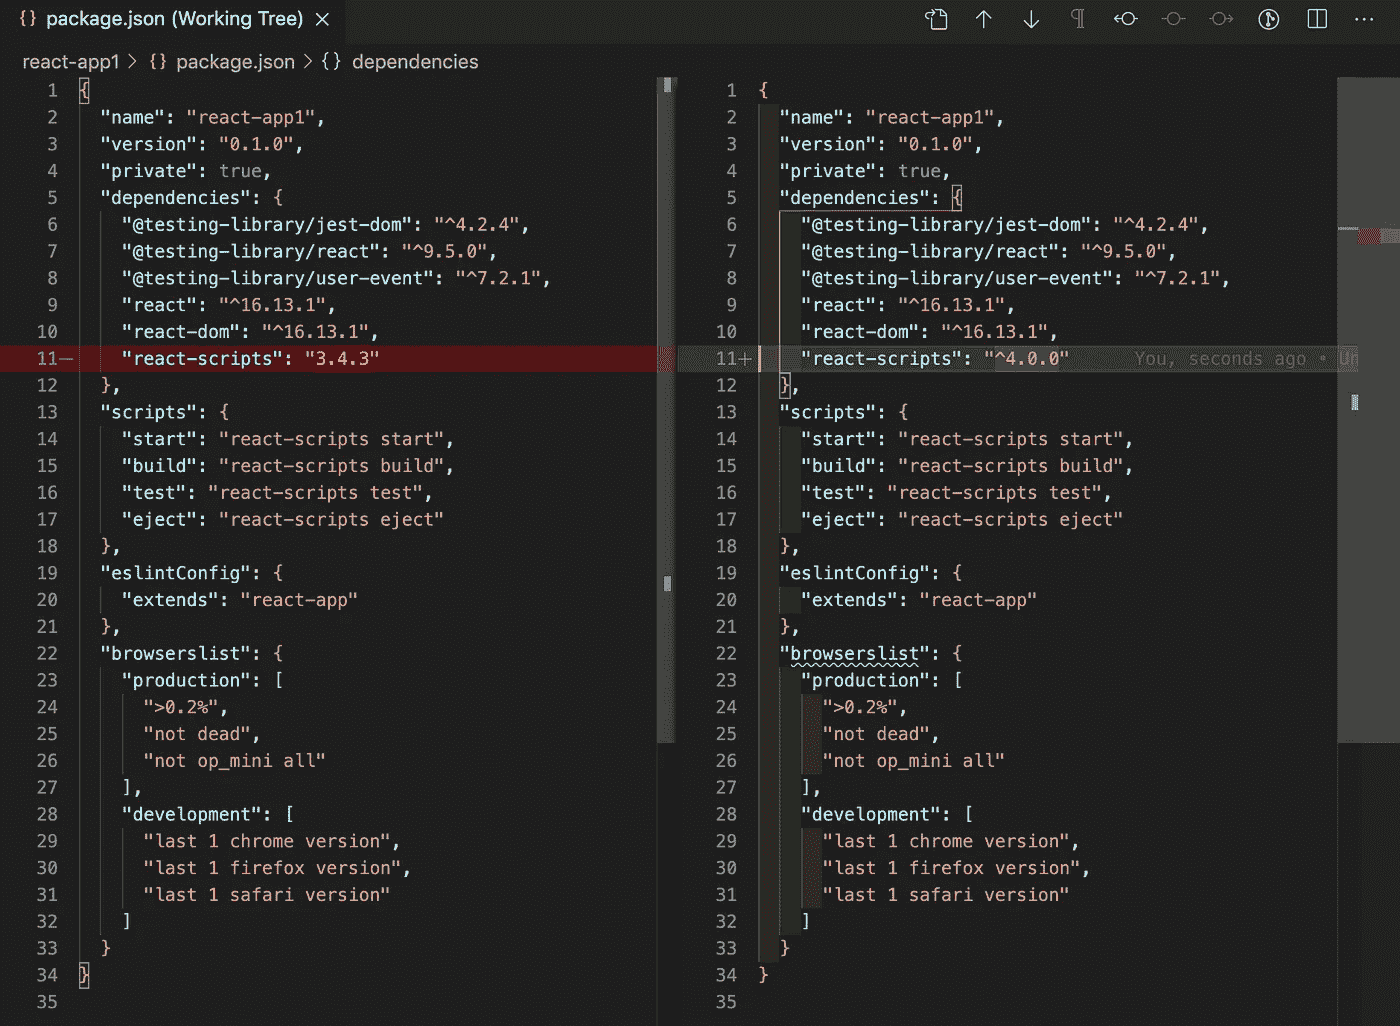 {} package.json (Working Tree) ×
react-app1 > {} package.json > {} dependencies
1 {
2 "name": "react-app1",
3 "version": "0.1.0",
4 "private": true,
5 "dependencies": {
6 "@testing-library/jest-dom": "^4.2.4",
7 "@testing-library/react": "^9.5.0",
8 "@testing-library/user-event": "^7.2.1",
9 "react": "^16.13.1",
10 "react-dom": "^16.13.1",
11— "react-scripts": "3.4.3"
12 },
13 "scripts": {
14 "start": "react-scripts start",
15 "build": "react-scripts build",
16 "test": "react-scripts test",
17 "eject": "react-scripts eject"
18 },
19 "eslintConfig": {
20 "extends": "react-app"
21 },
22 "browserslist": {
23 "production": [
24 ">0.2%",
25 "not dead",
26 "not op_mini all"
27 ],
28 "development": [
29 "last 1 chrome version",
30 "last 1 firefox version",
31 "last 1 safari version"
32 ]
33 }
34 }
35
1 {
2 "name": "react-app1",
3 "version": "0.1.0",
4 "private": true,
5 "dependencies": {
6 "@testing-library/jest-dom": "^4.2.4",
7 "@testing-library/react": "^9.5.0",
8 "@testing-library/user-event": "^7.2.1",
9 "react": "^16.13.1",
10 "react-dom": "^16.13.1",
11+ "react-scripts": "^4.0.0" You, seconds ago • Un
12 },
13 "scripts": {
14 "start": "react-scripts start",
15 "build": "react-scripts build",
16 "test": "react-scripts test",
17 "eject": "react-scripts eject"
18 },
19 "eslintConfig": {
20 "extends": "react-app"
21 },
22 "browserslist": {
23 "production": [
24 ">0.2%",
25 "not dead",
26 "not op_mini all"
27 ],
28 "development": [
29 "last 1 chrome version",
30 "last 1 firefox version",
31 "last 1 safari version"
32 ]
33 }
34 }
35